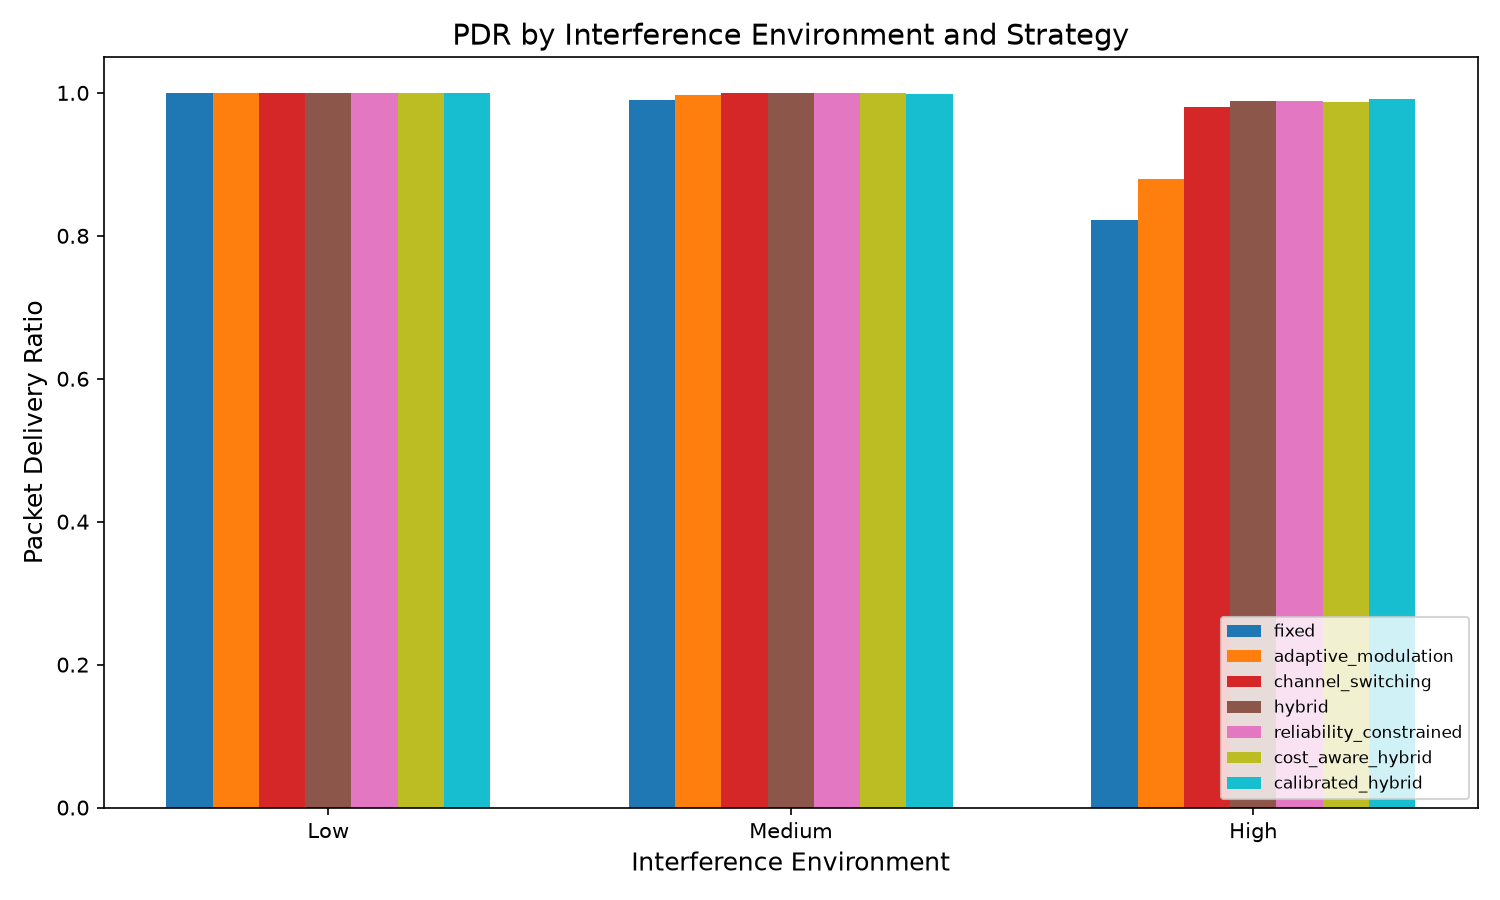 PDR by Interference Environment and Strategy
Packet Delivery Ratio
1.0
0.8
0.6
0.4
0.2
0.0
Low
Medium
High
Interference Environment
fixed
adaptive_modulation
channel_switching
hybrid
reliability_constrained
cost_aware_hybrid
calibrated_hybrid